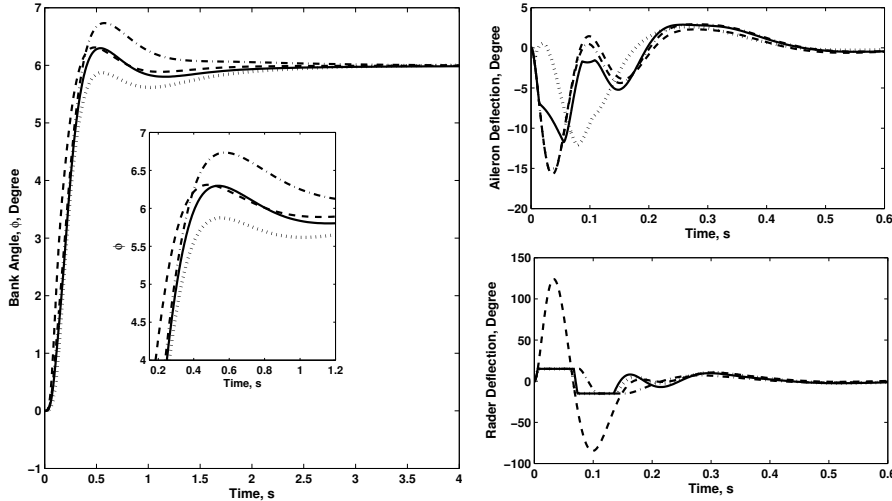 7
6
5
4
3
2
1
0
−1
Bank Angle, ϕ, Degree
0 0.5 1 1.5 2 2.5 3 3.5 4
Time, s
7
6.5
6
5.5
5
4.5
4
ϕ
0.2 0.4 0.6 0.8 1 1.2
Time, s
5
0
−5
−10
−15
−20
Aileron Deflection, Degree
0 0.1 0.2 0.3 0.4 0.5 0.6
Time, s
150
100
50
0
−50
−100
Rader Deflection, Degree
0 0.1 0.2 0.3 0.4 0.5 0.6
Time, s